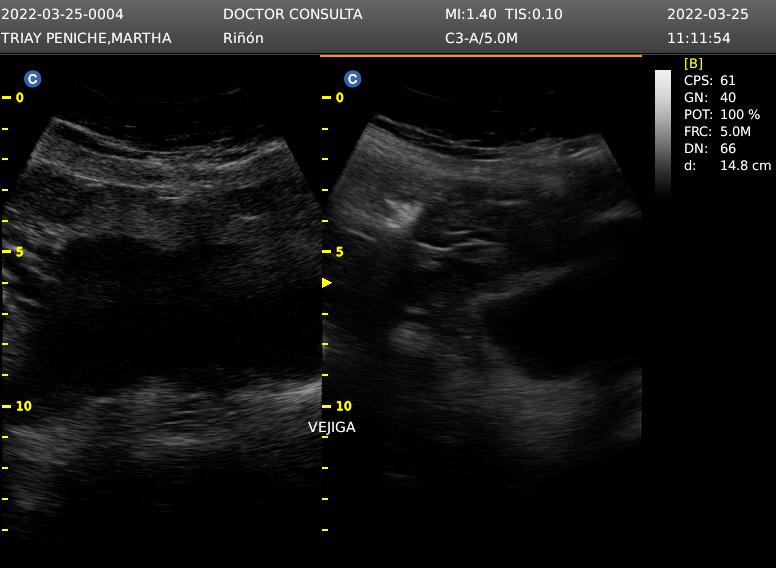 2022-03-25-0004 DOCTOR CONSULTA MI:1.40 TIS:0.10 2022-03-25
TRIAY PENICHE,MARTHA Riñón C3-A/5.0M 11:11:54
[B]
CPS: 61
GN: 40
POT: 100 %
FRC: 5.0M
DN: 66
d: 14.8 cm
C C
0 0
5 5
10 10
VEJIGA